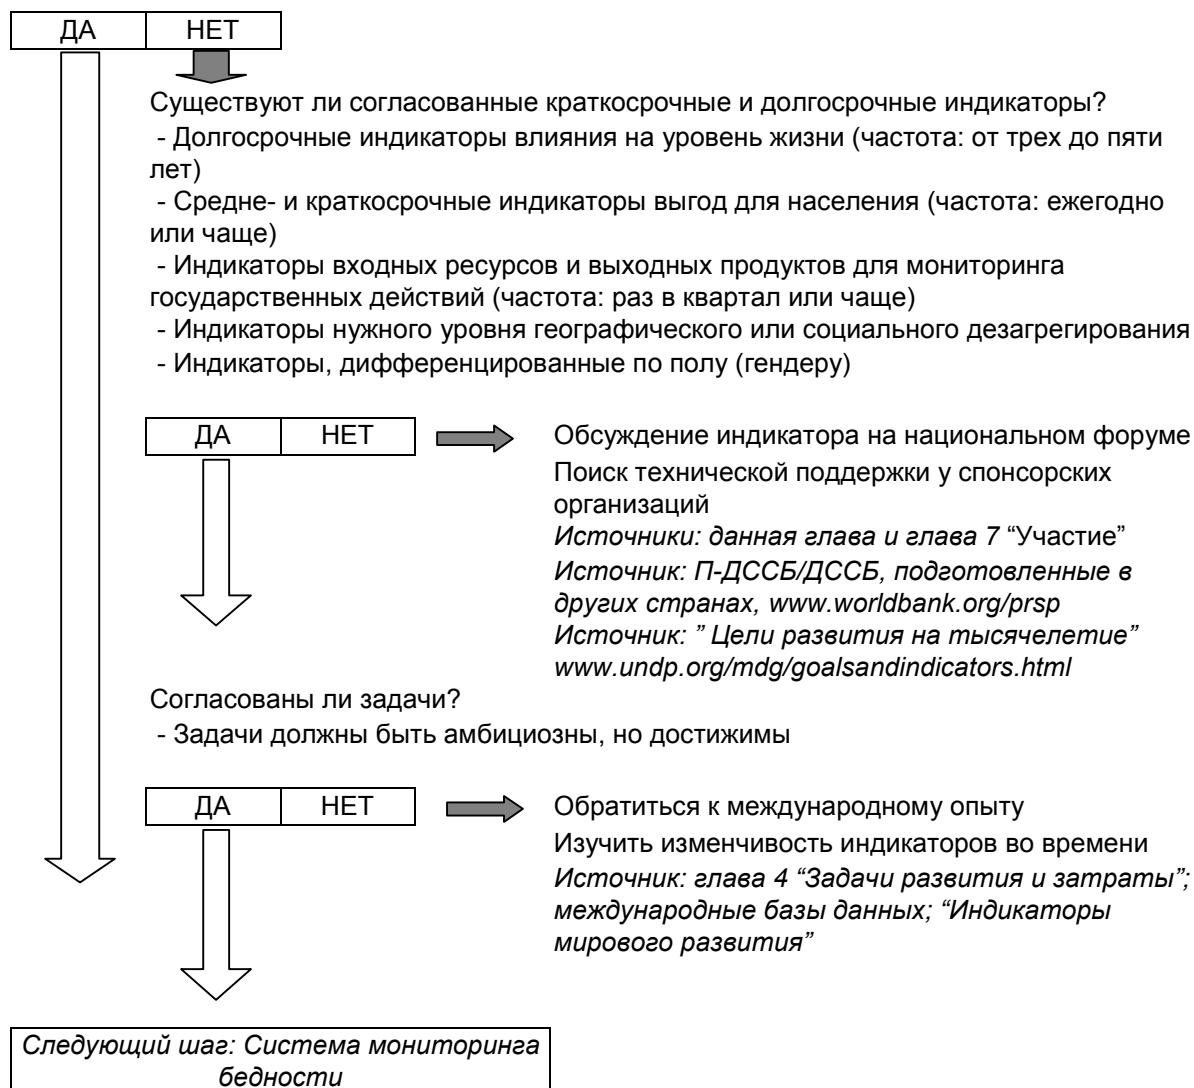 ДА НЕТ
Существуют ли согласованные краткосрочные и долгосрочные индикаторы?
- Долгосрочные индикаторы влияния на уровень жизни (частота: от трех до пяти
лет)
- Средне- и краткосрочные индикаторы выгод для населения (частота: ежегодно
или чаще)
- Индикаторы входных ресурсов и выходных продуктов для мониторинга
государственных действий (частота: раз в квартал или чаще)
- Индикаторы нужного уровня географического или социального дезагрегирования
- Индикаторы, дифференцированные по полу (гендеру)
ДА НЕТ
Обсуждение индикатора на национальном форуме
Поиск технической поддержки у спонсорских
организаций
Источники: данная глава и глава 7 “Участие”
Источник: П-ДССБ/ДССБ, подготовленные в
других странах, www.worldbank.org/prsp
Источник: ” Цели развития на тысячелетие”
www.undp.org/mdg/goalsandindicators.html
Согласованы ли задачи?
- Задачи должны быть амбициозны, но достижимы
ДА НЕТ
Обратиться к международному опыту
Изучить изменчивость индикаторов во времени
Источник: глава 4 “Задачи развития и затраты”;
международные базы данных; “Индикаторы
мирового развития”
Следующий шаг: Система мониторинга
бедности